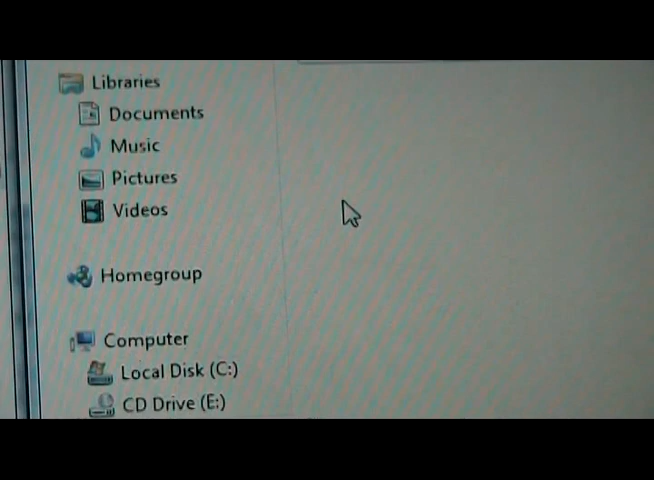 Libraries
Documents
Music
Pictures
Videos
Homegroup
Computer
Local Disk (C:)
CD Drive (E:)